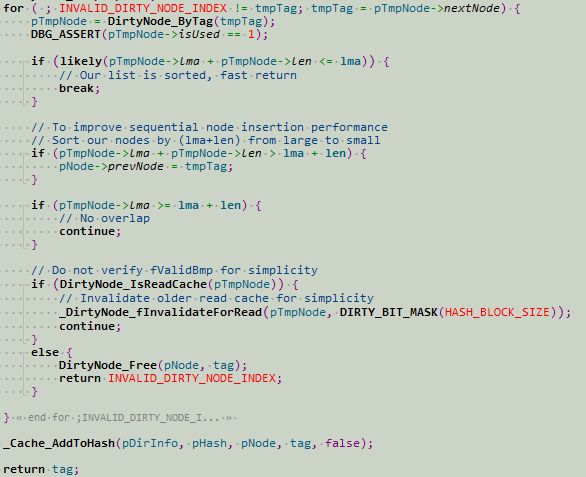 for ( ; INVALID_DIRTY_NODE_INDEX != tmpTag; tmpTag = pTmpNode->nextNode) {
pTmpNode = DirtyNode_ByTag(tmpTag);
DBG_ASSERT(pTmpNode->isUsed == 1);
if (likely(pTmpNode->lma + pTmpNode->len <= lma)) {
// Our list is sorted, fast return
break;
}
// To improve sequential node insertion performance
// Sort our nodes by (lma+len) from large to small
if (pTmpNode->lma + pTmpNode->len > lma + len) {
pNode->prevNode = tmpTag;
}
if (pTmpNode->lma >= lma + len) {
// No overlap
continue;
}
// Do not verify fValidBmp for simplicity
if (DirtyNode_IsReadCache(pTmpNode)) {
// Invalidate older read cache for simplicity
_DirtyNode_fInvalidateForRead(pTmpNode, DIRTY_BIT_MASK(HASH_BLOCK_SIZE));
continue;
}
else {
DirtyNode_Free(pNode, tag);
return INVALID_DIRTY_NODE_INDEX;
}
} « end for ;INVALID_DIRTY_NODE_I... »
_Cache_AddToHash(pDirInfo, pHash, pNode, tag, false);
return tag;